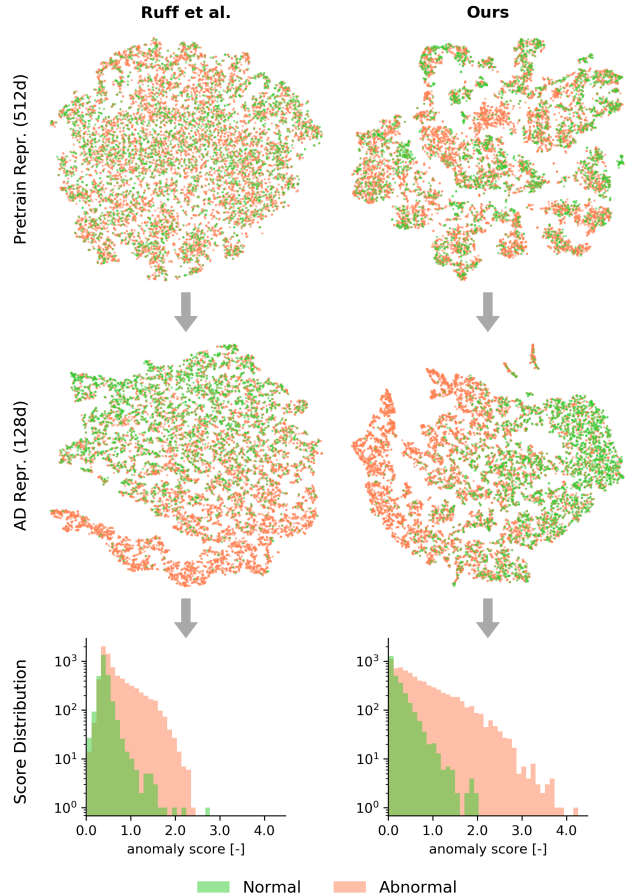 Ruff et al. Ours
Pretrain Repr. (512d)
AD Repr. (128d)
Score Distribution
10³
10²
10¹
10⁰
0.0 1.0 2.0 3.0 4.0
anomaly score [-]
10³
10²
10¹
10⁰
0.0 1.0 2.0 3.0 4.0
anomaly score [-]
Normal Abnormal